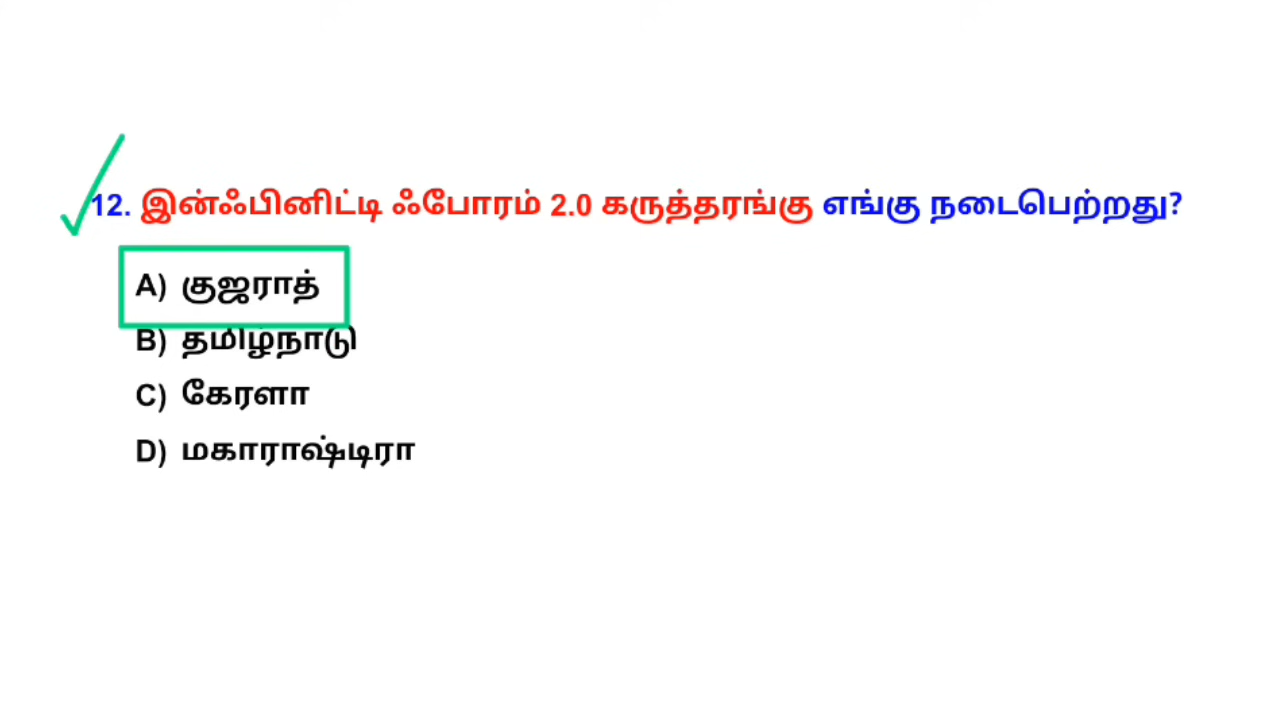 12. இன்ஃபினிட்டி ஃபோரம் 2.0 கருத்தரங்கு எங்கு நடைபெற்றது?
A) குஜராத்
B) தமிழ்நாடு
C) கேரளா
D) மகாராஷ்டிரா